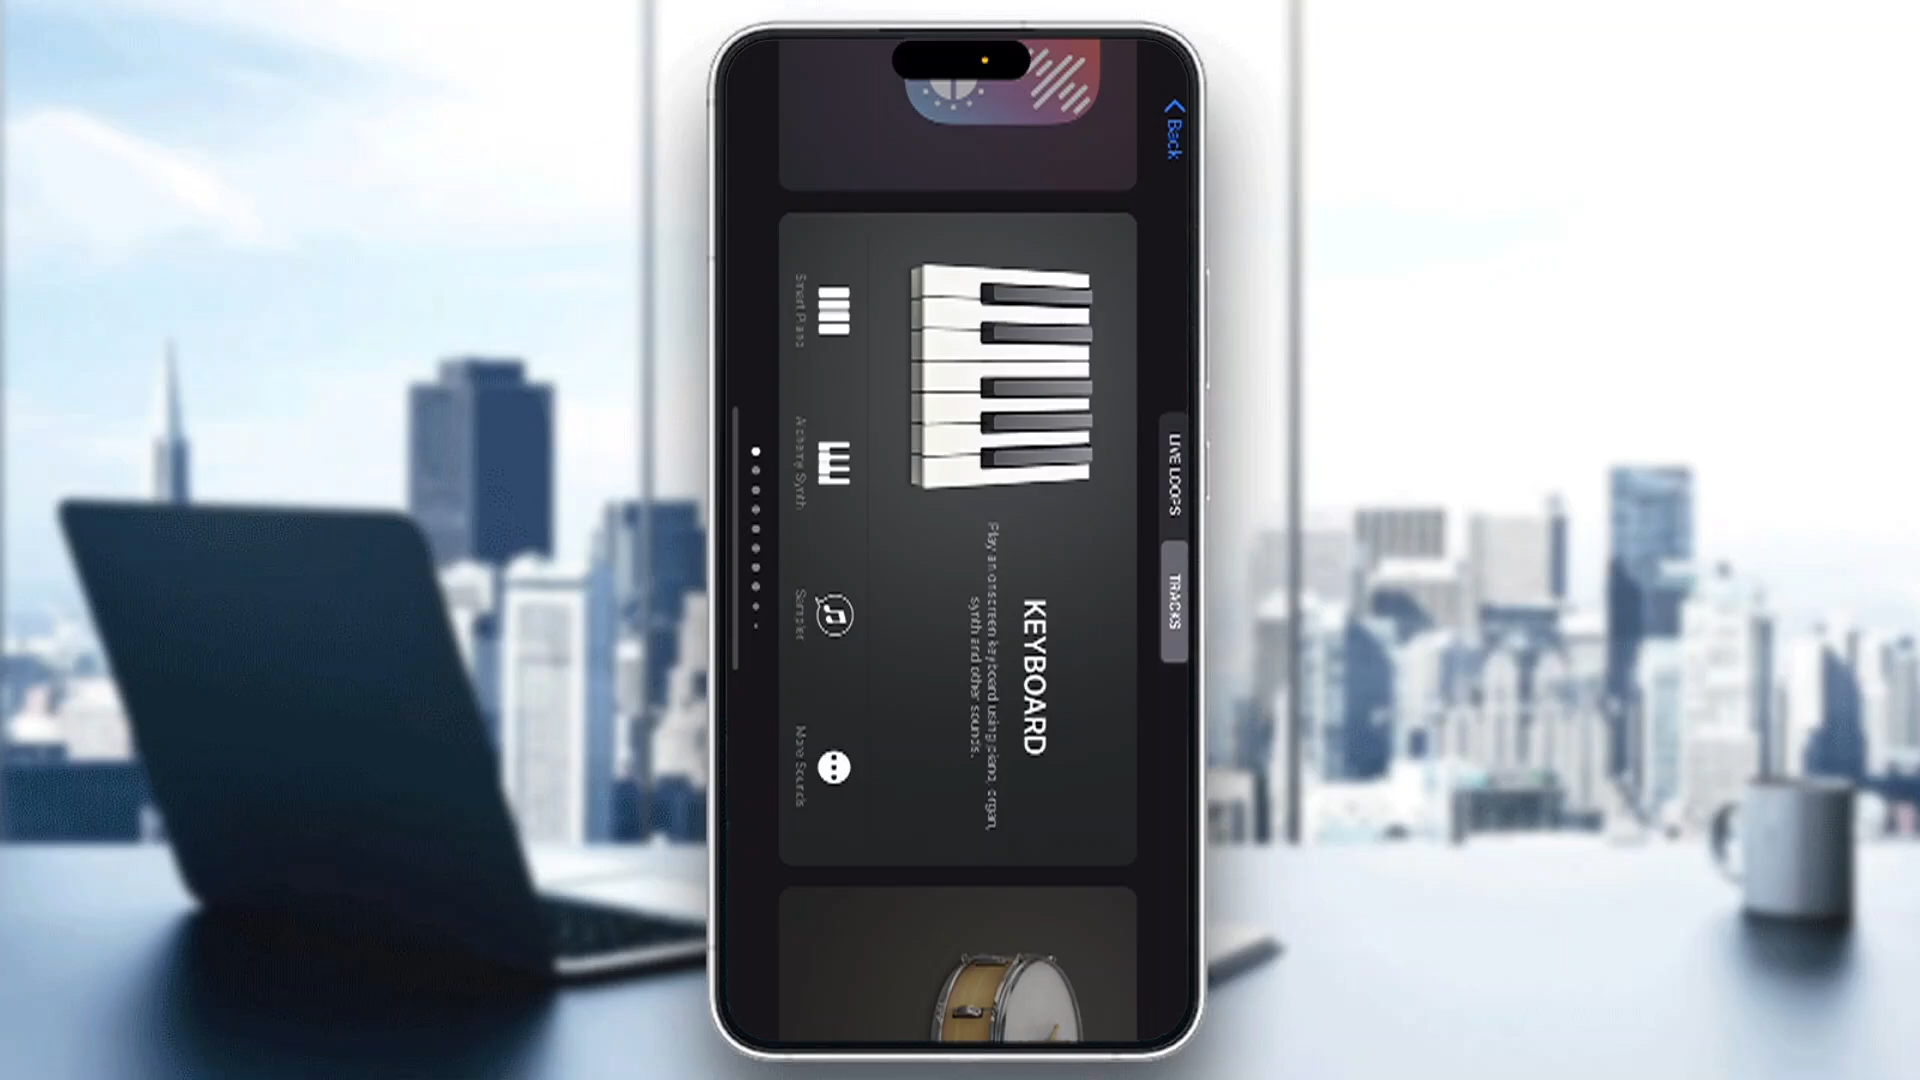 Back
LIVE LOOPS
TRACKS
KEYBOARD
Play an onscreen keyboard using piano, organ,
synth and other sounds.
Smart Piano
Alchemy Synth
Sampler
More Sounds